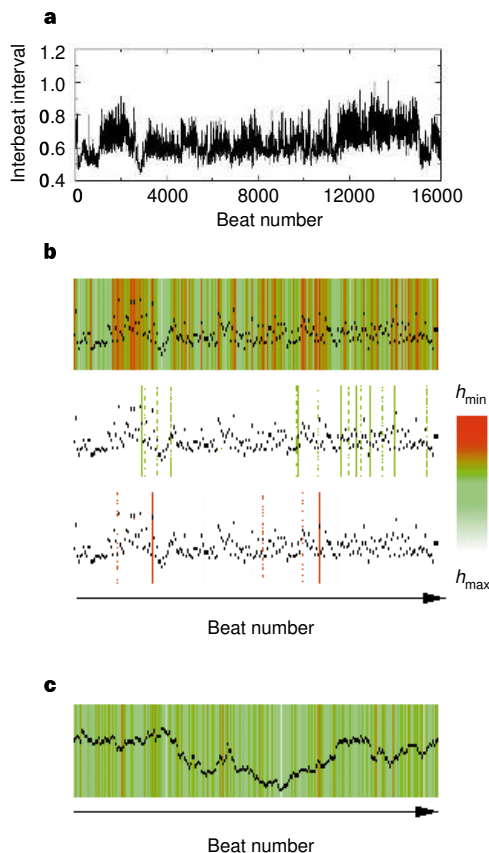 a
Interbeat interval
1.2
1.0
0.8
0.6
0.4
0 4000 8000 12000 16000
Beat number
b
hmin
hmax
Beat number
c
Beat number